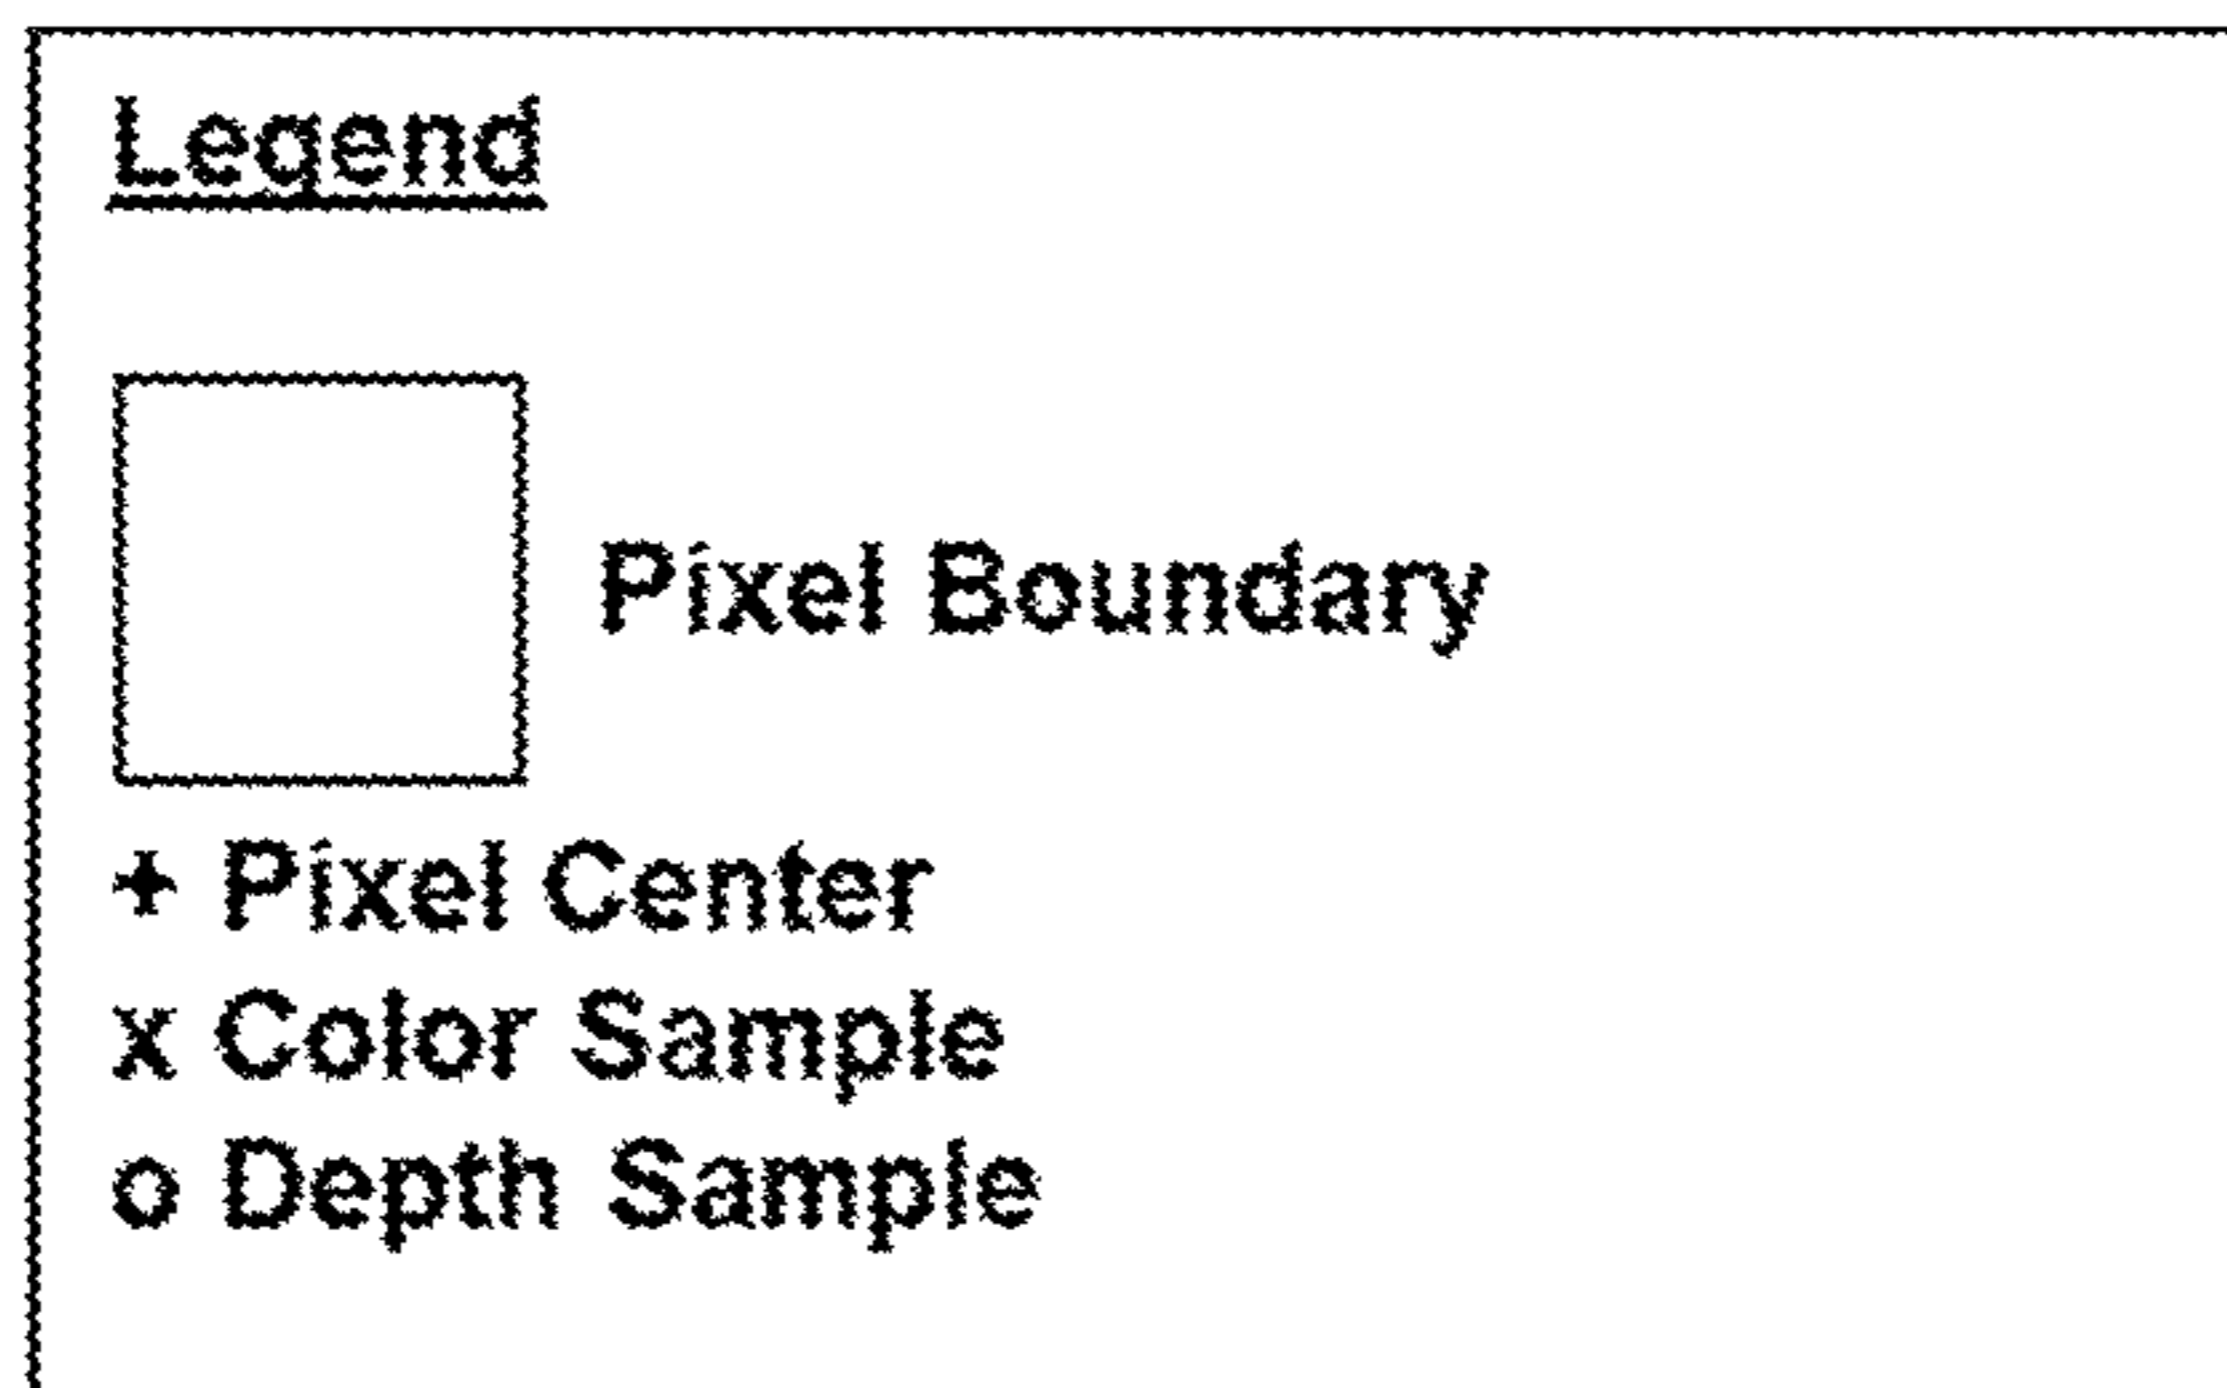 Legend
Pixel Boundary
+ Pixel Center
x Color Sample
o Depth Sample